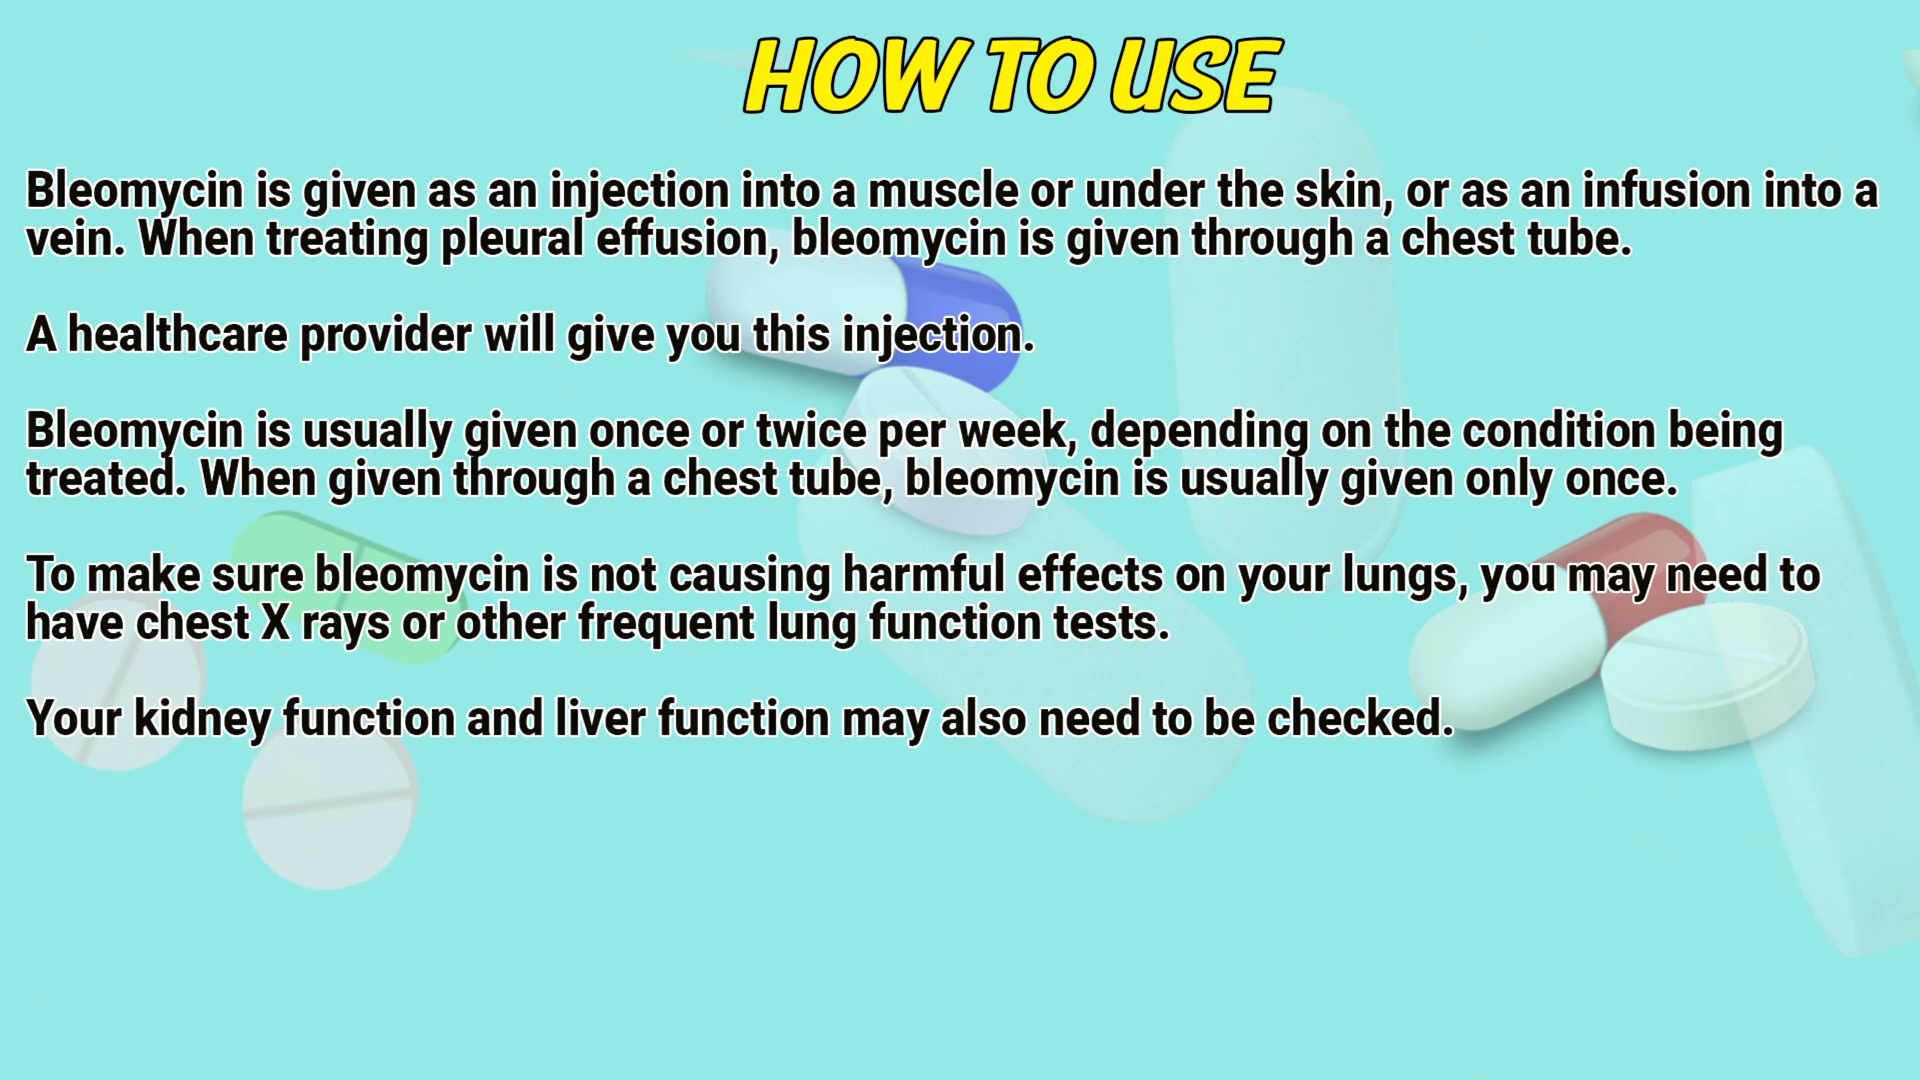 HOW TO USE
Bleomycin is given as an injection into a muscle or under the skin, or as an infusion into a
vein. When treating pleural effusion, bleomycin is given through a chest tube.
A healthcare provider will give you this injection.
Bleomycin is usually given once or twice per week, depending on the condition being
treated. When given through a chest tube, bleomycin is usually given only once.
To make sure bleomycin is not causing harmful effects on your lungs, you may need to
have chest X rays or other frequent lung function tests.
Your kidney function and liver function may also need to be checked.